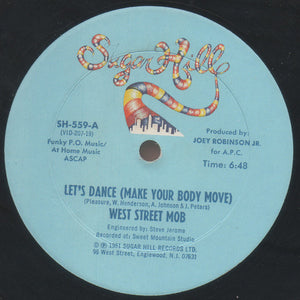 Sugar Hill
SH-559-A
(VID-207-19)
Funky P.O. Music/
At Home Music
ASCAP
Produced by:
JOEY ROBINSON JR.
for A.P.C.
Time: 6:48
LET'S DANCE (MAKE YOUR BODY MOVE)
(Pleasure, W. Henderson, A. Johnson & J. Peters)
WEST STREET MOB
Engineered by: Steve Jerome
Recorded at: Sweet Mountain Studio
© ℗ 1981 SUGAR HILL RECORDS LTD.
96 West Street, Englewood, N.J. 07631